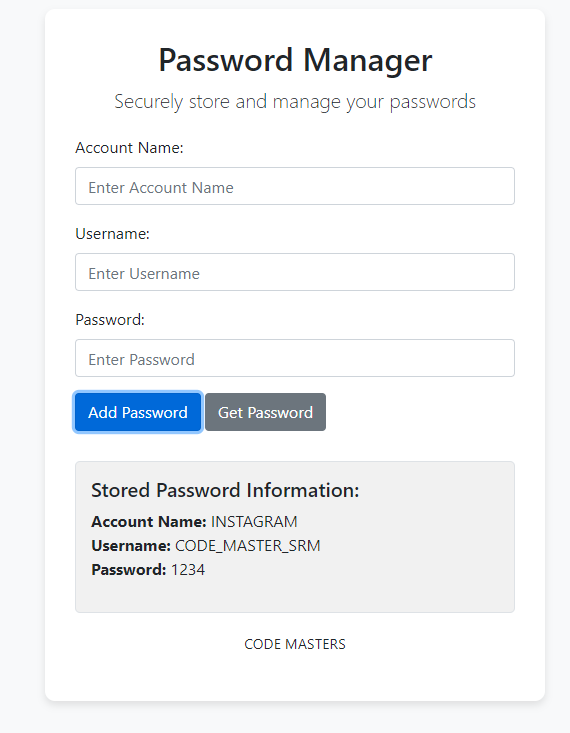 Password Manager
Securely store and manage your passwords
Account Name:
Enter Account Name
Username:
Enter Username
Password:
Enter Password
Add Password Get Password
Stored Password Information:
Account Name: INSTAGRAM
Username: CODE_MASTER_SRM
Password: 1234
CODE MASTERS